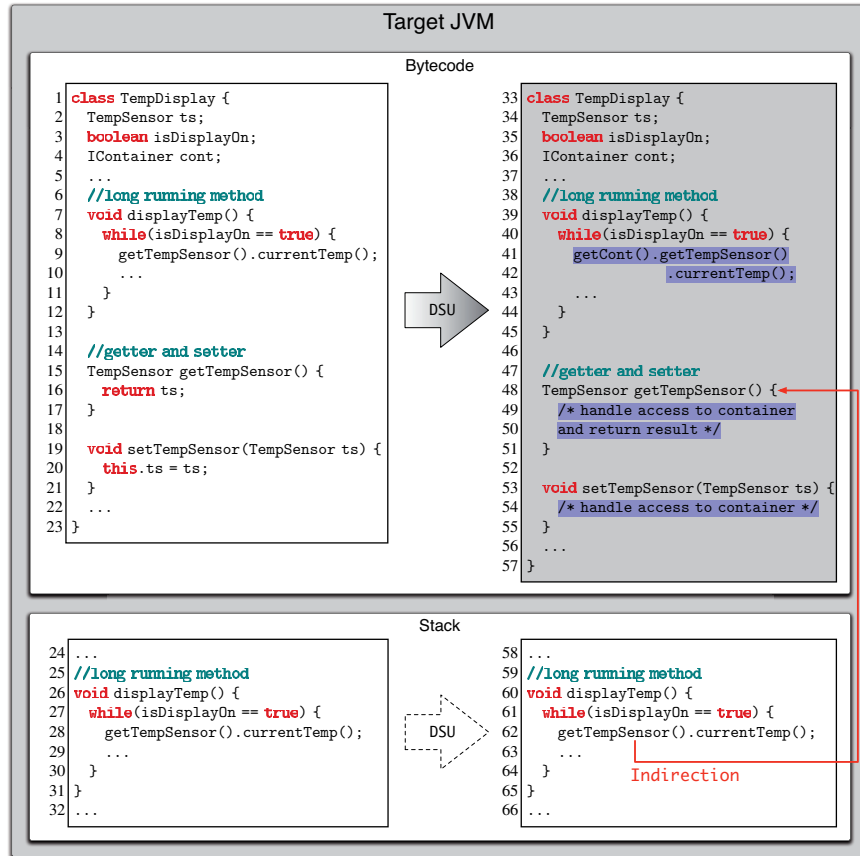 Target JVM
Bytecode
1 class TempDisplay {
2 TempSensor ts;
3 boolean isDisplayOn;
4 IContainer cont;
5 ...
6 //long running method
7 void displayTemp() {
8 while(isDisplayOn == true) {
9 getTempSensor().currentTemp();
10 ...
11 }
12 }
13
14 //getter and setter
15 TempSensor getTempSensor() {
16 return ts;
17 }
18
19 void setTempSensor(TempSensor ts) {
20 this.ts = ts;
21 }
22 ...
23 }
DSU
33 class TempDisplay {
34 TempSensor ts;
35 boolean isDisplayOn;
36 IContainer cont;
37 ...
38 //long running method
39 void displayTemp() {
40 while(isDisplayOn == true) {
41 getCont().getTempSensor()
42 .currentTemp();
43 ...
44 }
45 }
46
47 //getter and setter
48 TempSensor getTempSensor() {
49 /* handle access to container
50 and return result */
51 }
52
53 void setTempSensor(TempSensor ts) {
54 /* handle access to container */
55 }
56 ...
57 }
Stack
24 ...
25 //long running method
26 void displayTemp() {
27 while(isDisplayOn == true) {
28 getTempSensor().currentTemp();
29 ...
30 }
31 }
32 ...
DSU
58 ...
59 //long running method
60 void displayTemp() {
61 while(isDisplayOn == true) {
62 getTempSensor().currentTemp();
63 ...
64 }
65 }
66 ...
Indirection